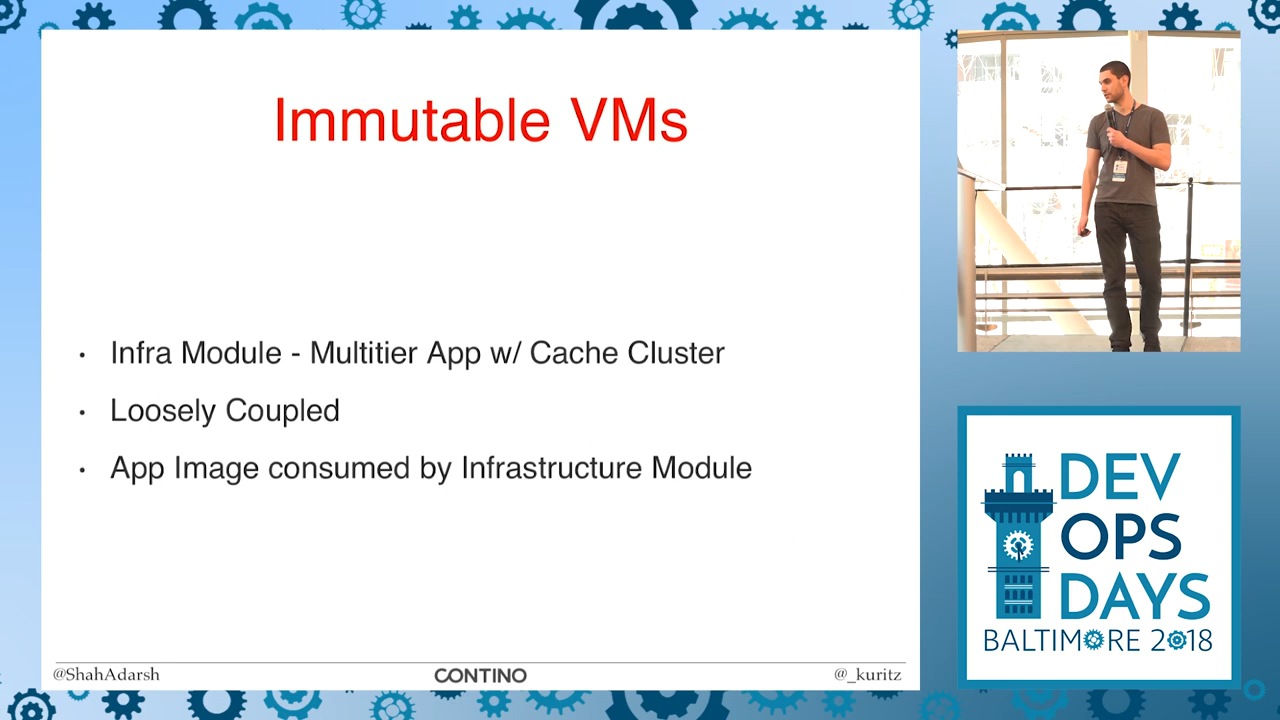 Immutable VMs
• Infra Module - Multitier App w/ Cache Cluster
• Loosely Coupled
• App Image consumed by Infrastructure Module
@ShahAdarsh
CONTINO
@_kuritz
DEV
OPS
DAYS
BALTIMORE 2018